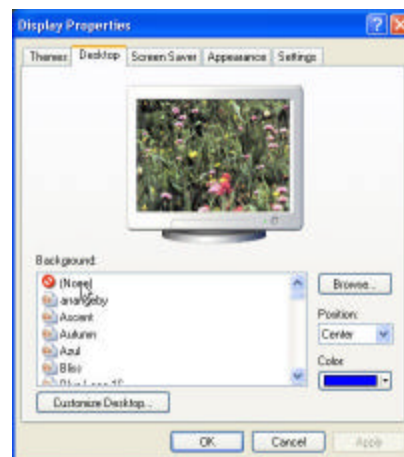 Display Properties
Themes Desktop Screen Saver Appearance Settings
Background:
(None)
Ascent
Autumn
Azul
Bliss
Browse...
Position:
Center
Color
Customize Desktop...
OK Cancel Apply